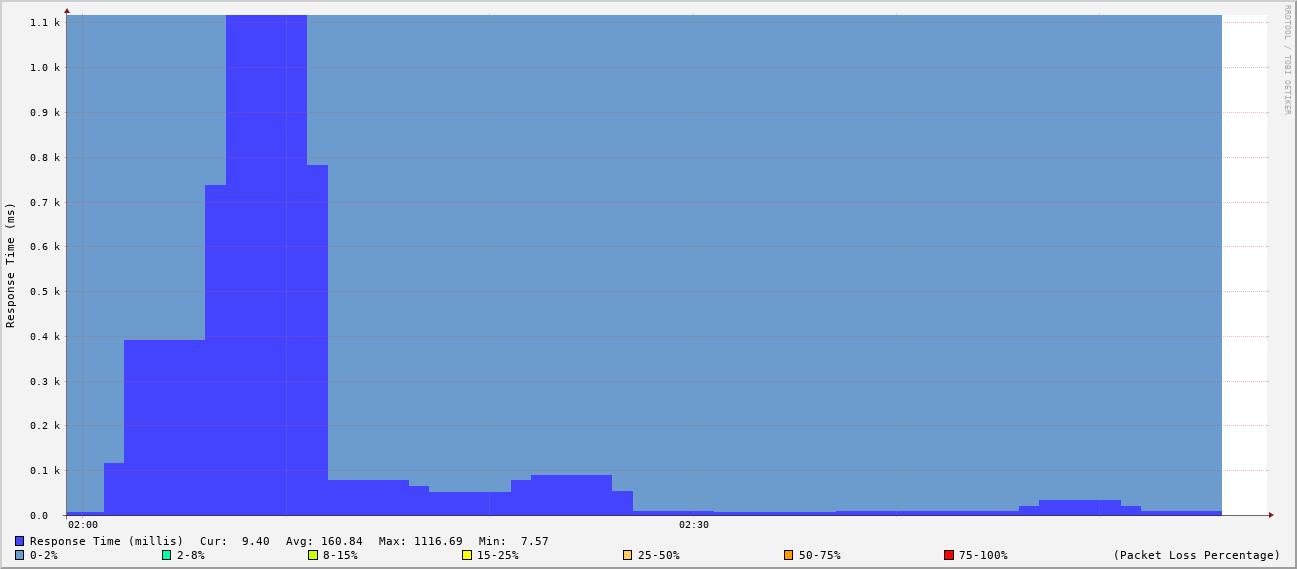 RRDTOOL / TOBI OETIKER
Response Time (ms)
1.1 k
1.0 k
0.9 k
0.8 k
0.7 k
0.6 k
0.5 k
0.4 k
0.3 k
0.2 k
0.1 k
0.0
02:00 02:30
Response Time (millis) Cur: 9.40 Avg: 160.84 Max: 1116.69 Min: 7.57
0-2% 2-8% 8-15% 15-25% 25-50% 50-75% 75-100% (Packet Loss Percentage)